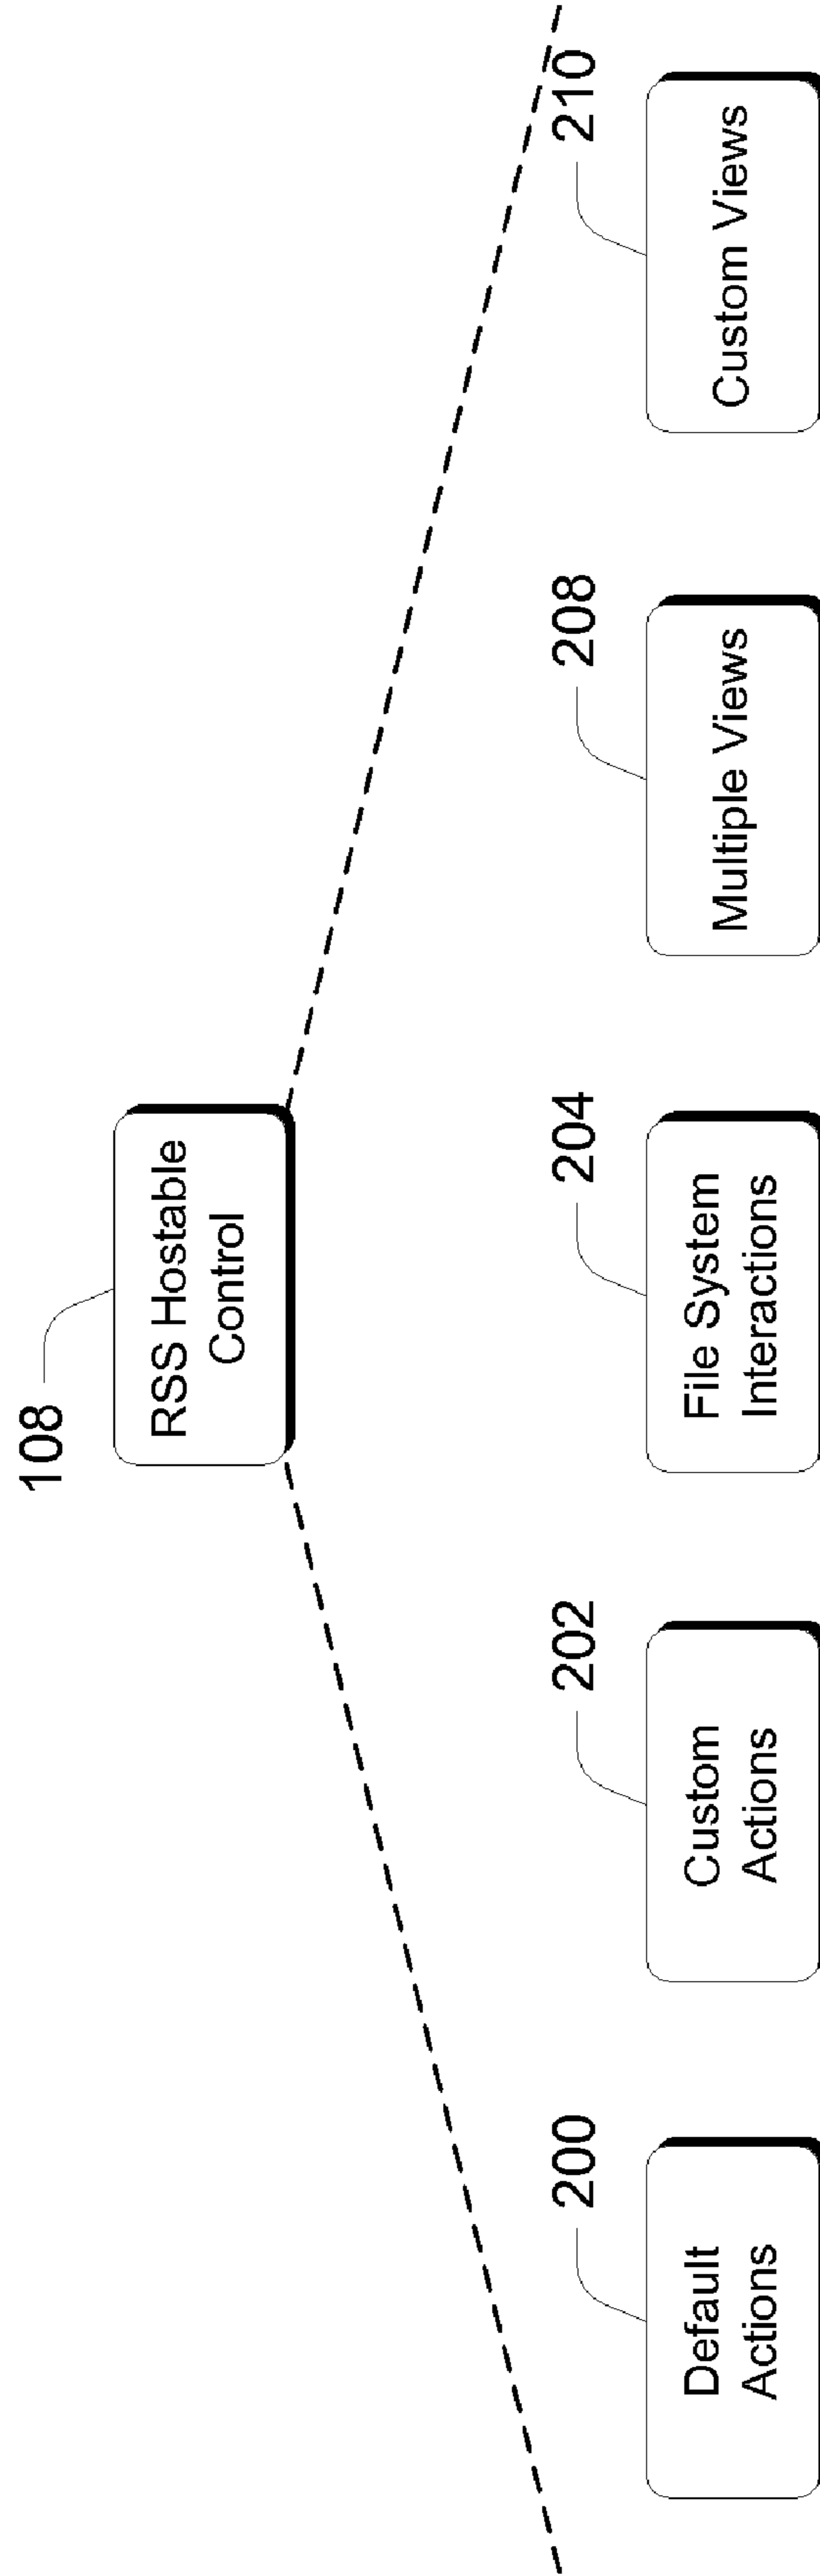 108
RSS Hostable
Control
200
Default
Actions
202
Custom
Actions
204
File System
Interactions
208
Multiple Views
210
Custom Views